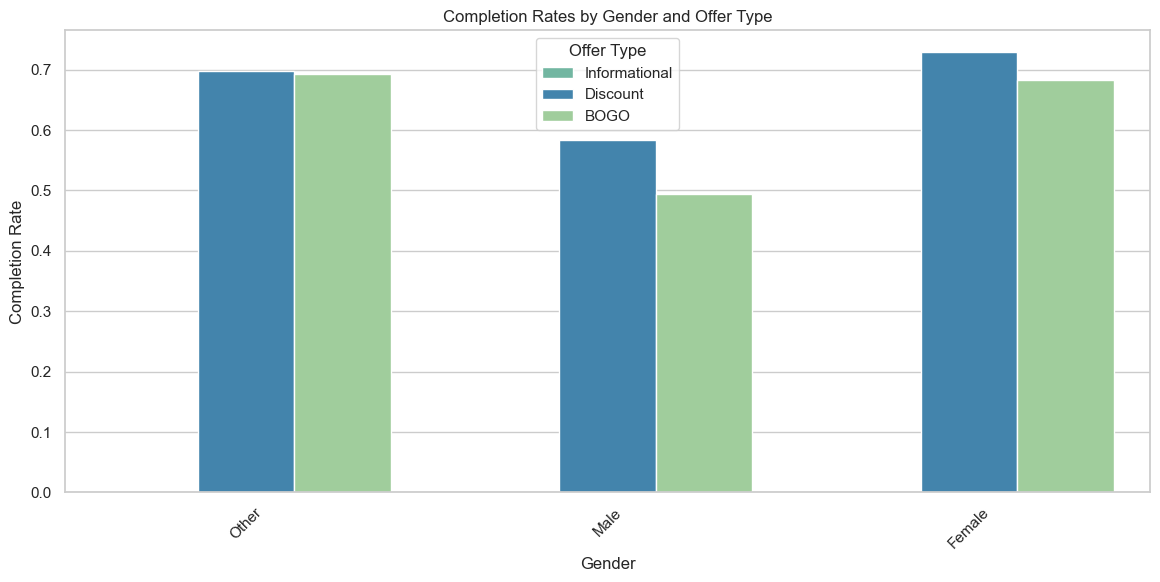 Completion Rates by Gender and Offer Type
Offer Type
Informational
Discount
BOGO
Completion Rate
0.7
0.6
0.5
0.4
0.3
0.2
0.1
0.0
Other
Male
Female
Gender